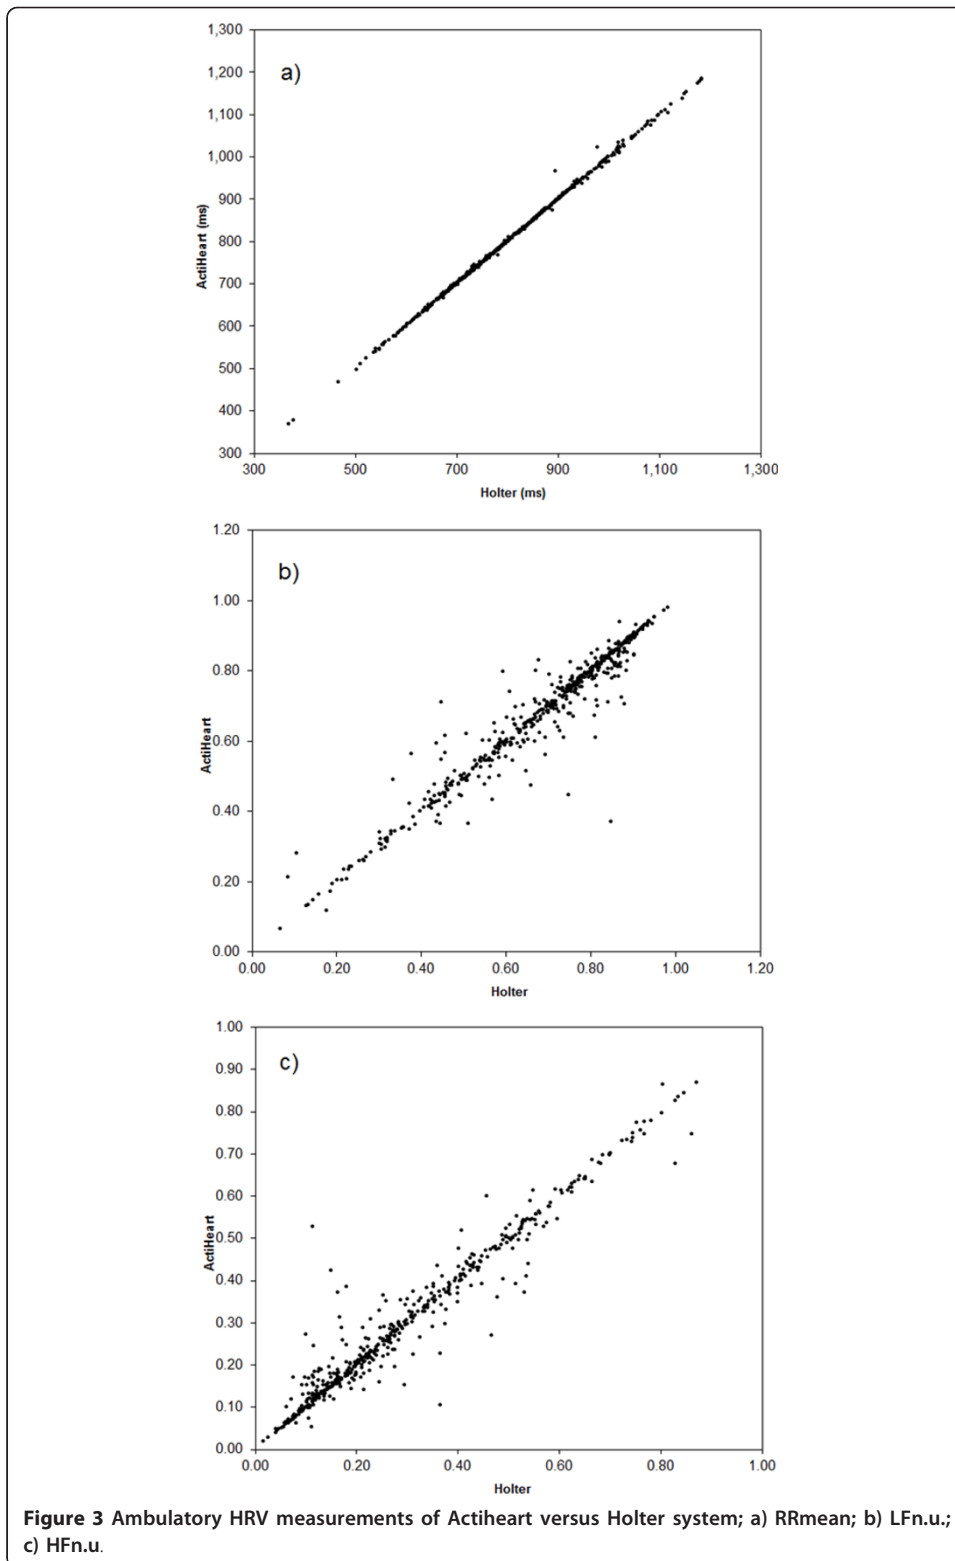 1,300
1,200
1,100
1,000
900
800
700
600
500
400
300
a)
ActiHeart (ms)
300 500 700 900 1,100 1,300
Holter (ms)
1.20
1.00
0.80
0.60
0.40
0.20
0.00
b)
ActiHeart
0.00 0.20 0.40 0.60 0.80 1.00 1.20
Holter
1.00
0.90
0.80
0.70
0.60
0.50
0.40
0.30
0.20
0.10
0.00
c)
ActiHeart
0.00 0.20 0.40 0.60 0.80 1.00
Holter
Figure 3 Ambulatory HRV measurements of Actiheart versus Holter system; a) RRmean; b) LFn.u.;
c) HFn.u.